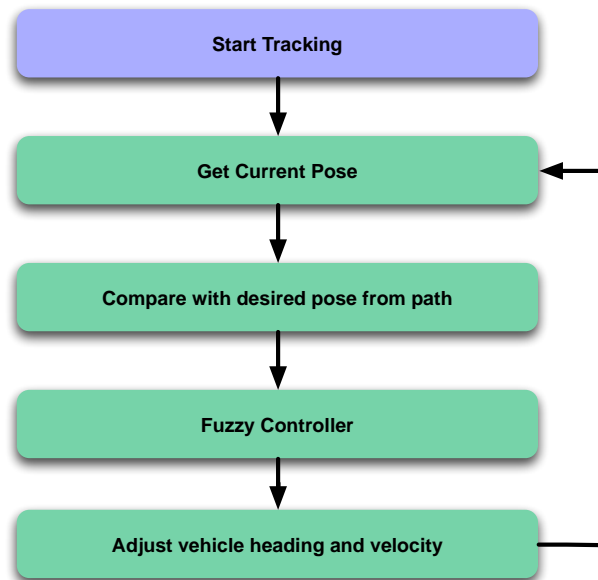 Start Tracking
Get Current Pose
Compare with desired pose from path
Fuzzy Controller
Adjust vehicle heading and velocity